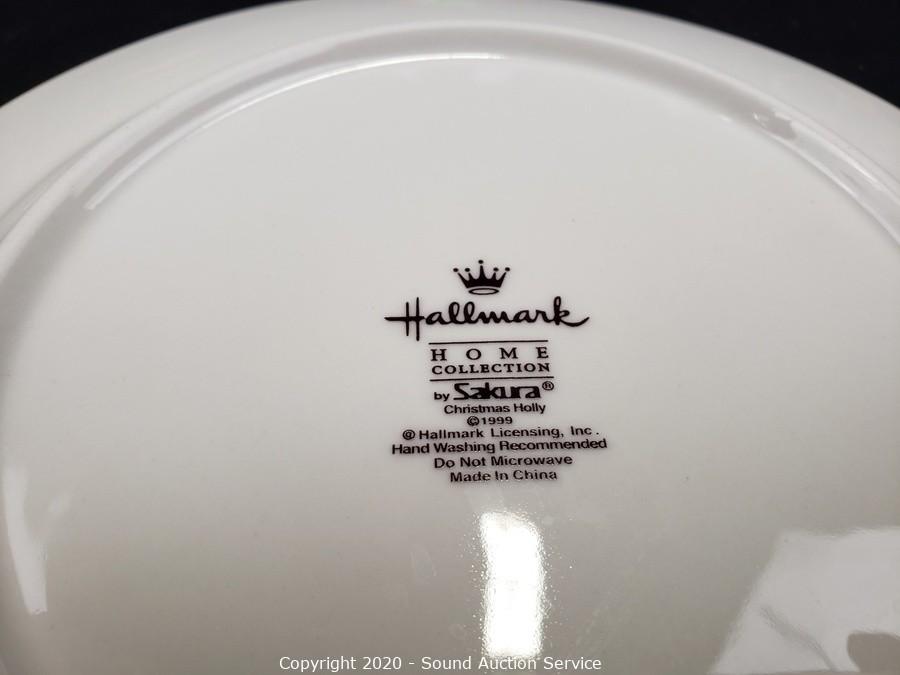 Hallmark
HOME
COLLECTION
by Sakura®
Christmas Holly
©1999
@ Hallmark Licensing, Inc.
Hand Washing Recommended
Do Not Microwave
Made In China
Copyright 2020 - Sound Auction Service